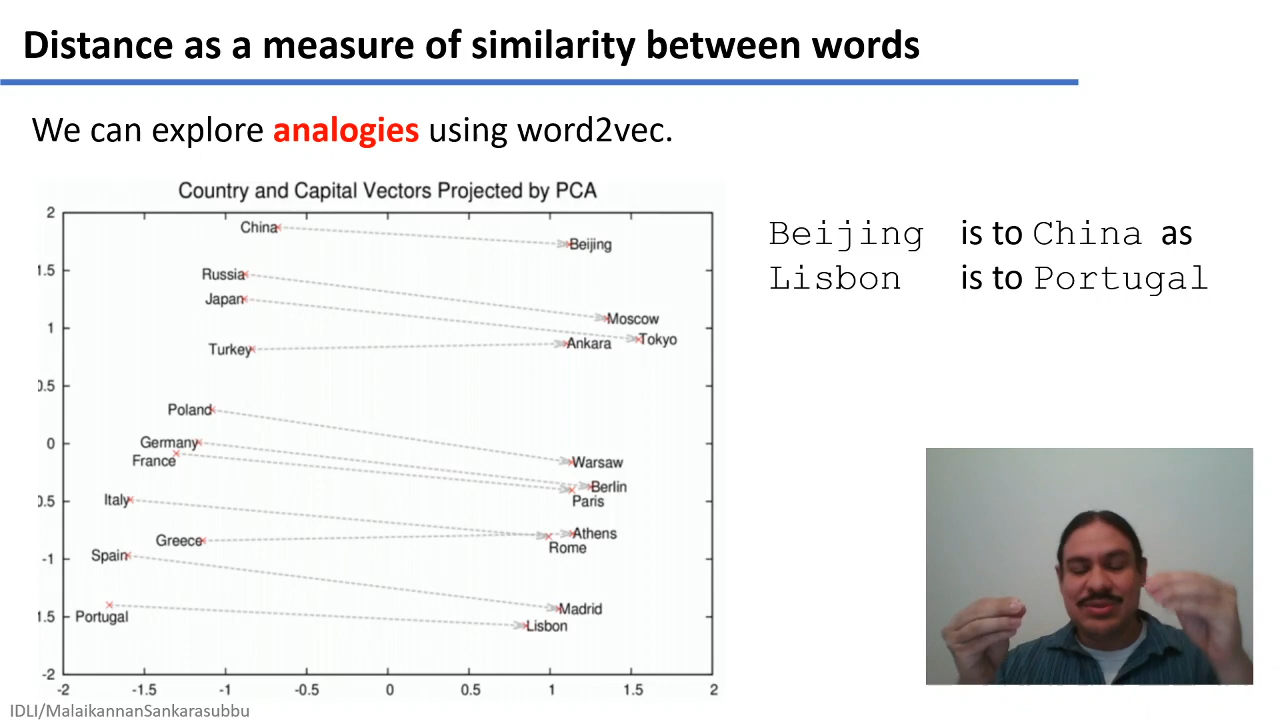 Distance as a measure of similarity between words
We can explore analogies using word2vec.
Country and Capital Vectors Projected by PCA
Beijing is to China as
Lisbon is to Portugal
2
1.5
1
0.5
0
0.5
-1
1.5
-2
China
Beijing
Russia
Japan
Moscow
Tokyo
Turkey
Ankara
Poland
Germany
France
Warsaw
Berlin
Paris
Italy
Athens
Greece
Rome
Spain
Madrid
Portugal
Lisbon
-2 -1.5 -1 -0.5 0 0.5 1 1.5 2
IDLI/MalaikannanSankarasubbu